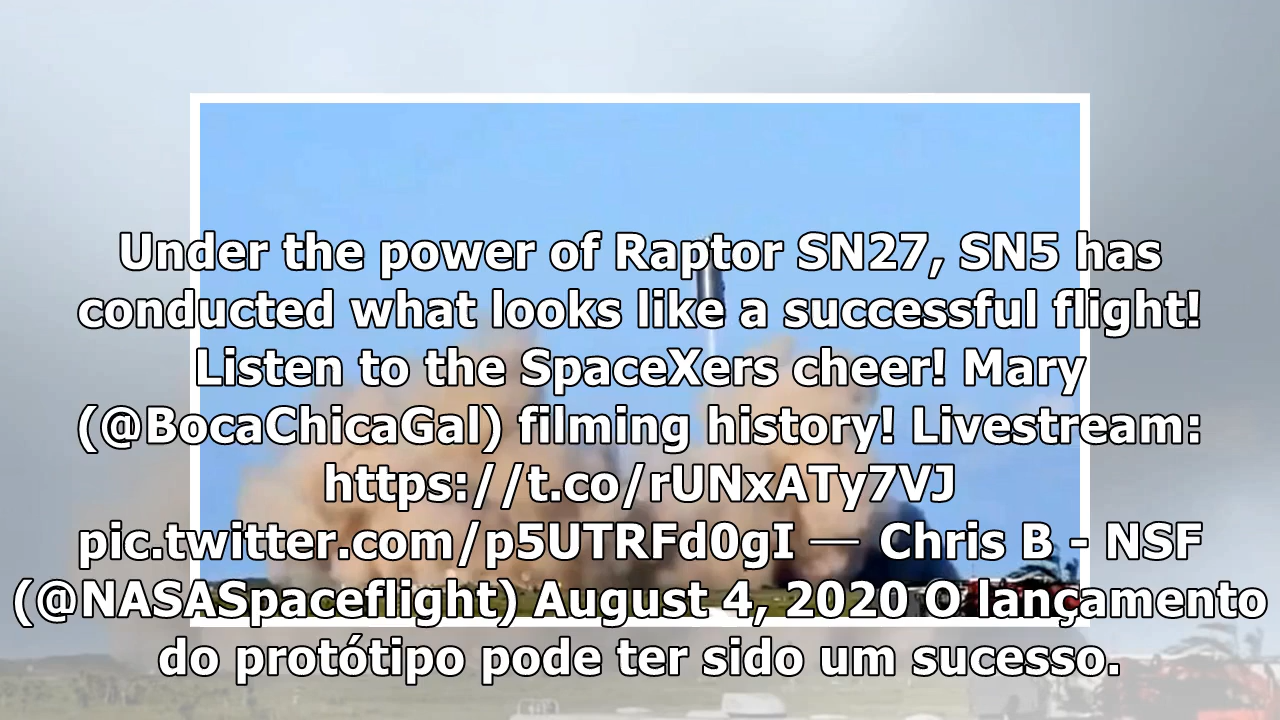 Under the power of Raptor SN27, SN5 has
conducted what looks like a successful flight!
Listen to the SpaceXers cheer! Mary
(@BocaChicaGal) filming history! Livestream:
https://t.co/rUNxATy7VJ
pic.twitter.com/p5UTRFd0gI — Chris B - NSF
(@NASASpaceflight) August 4, 2020 O lançamento
do protótipo pode ter sido um sucesso.